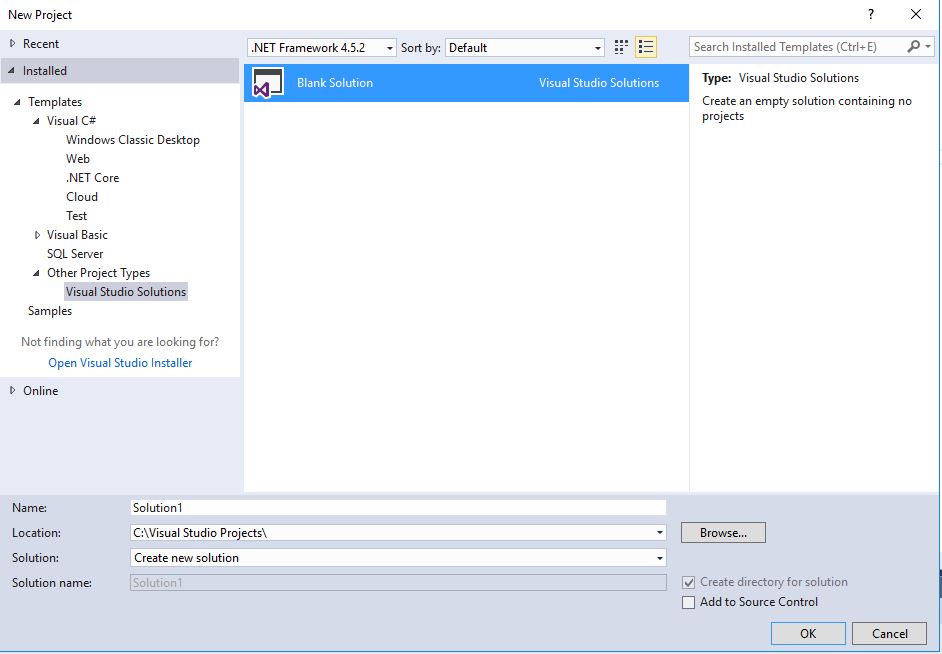 New Project
?
Recent
.NET Framework 4.5.2 Sort by: Default
Search Installed Templates (Ctrl+E)
Installed
Templates
Visual C#
Windows Classic Desktop
Web
.NET Core
Cloud
Test
Visual Basic
SQL Server
Other Project Types
Visual Studio Solutions
Samples
Not finding what you are looking for?
Open Visual Studio Installer
Online
Blank Solution Visual Studio Solutions
Type: Visual Studio Solutions
Create an empty solution containing no
projects
Name: Solution1
Location: C:\Visual Studio Projects\ Browse...
Solution: Create new solution
Solution name: Solution1
Create directory for solution
Add to Source Control
OK Cancel